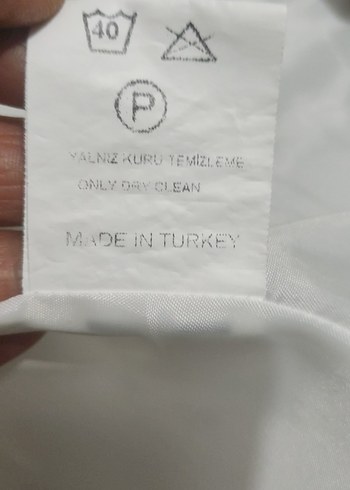 40
P
YALNIZ KURU TEMİZLEME
ONLY DRY CLEAN
MADE IN TURKEY